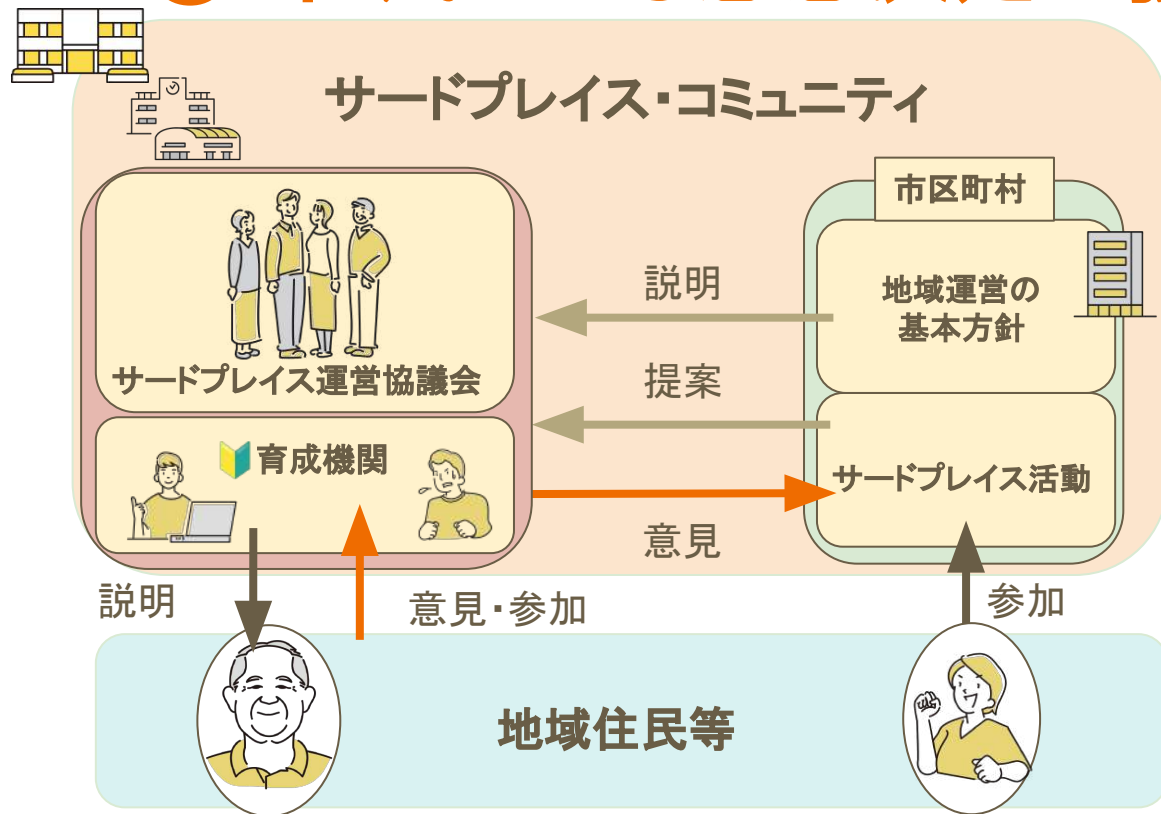 サードプレイス・コミュニティ
市区町村
地域運営の
基本方針
説明
提案
サードプレイス運営協議会
育成機関
サードプレイス活動
意見
説明
意見・参加
参加
地域住民等